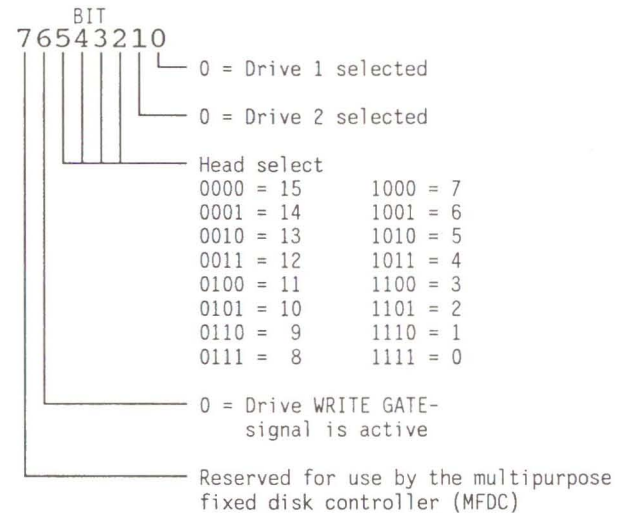 BIT
76543210
0 = Drive 1 selected
0 = Drive 2 selected
Head select
0000 = 15 1000 = 7
0001 = 14 1001 = 6
0010 = 13 1010 = 5
0011 = 12 1011 = 4
0100 = 11 1100 = 3
0101 = 10 1101 = 2
0110 = 9 1110 = 1
0111 = 8 1111 = 0
0 = Drive WRITE GATE-
signal is active
Reserved for use by the multipurpose
fixed disk controller (MFDC)